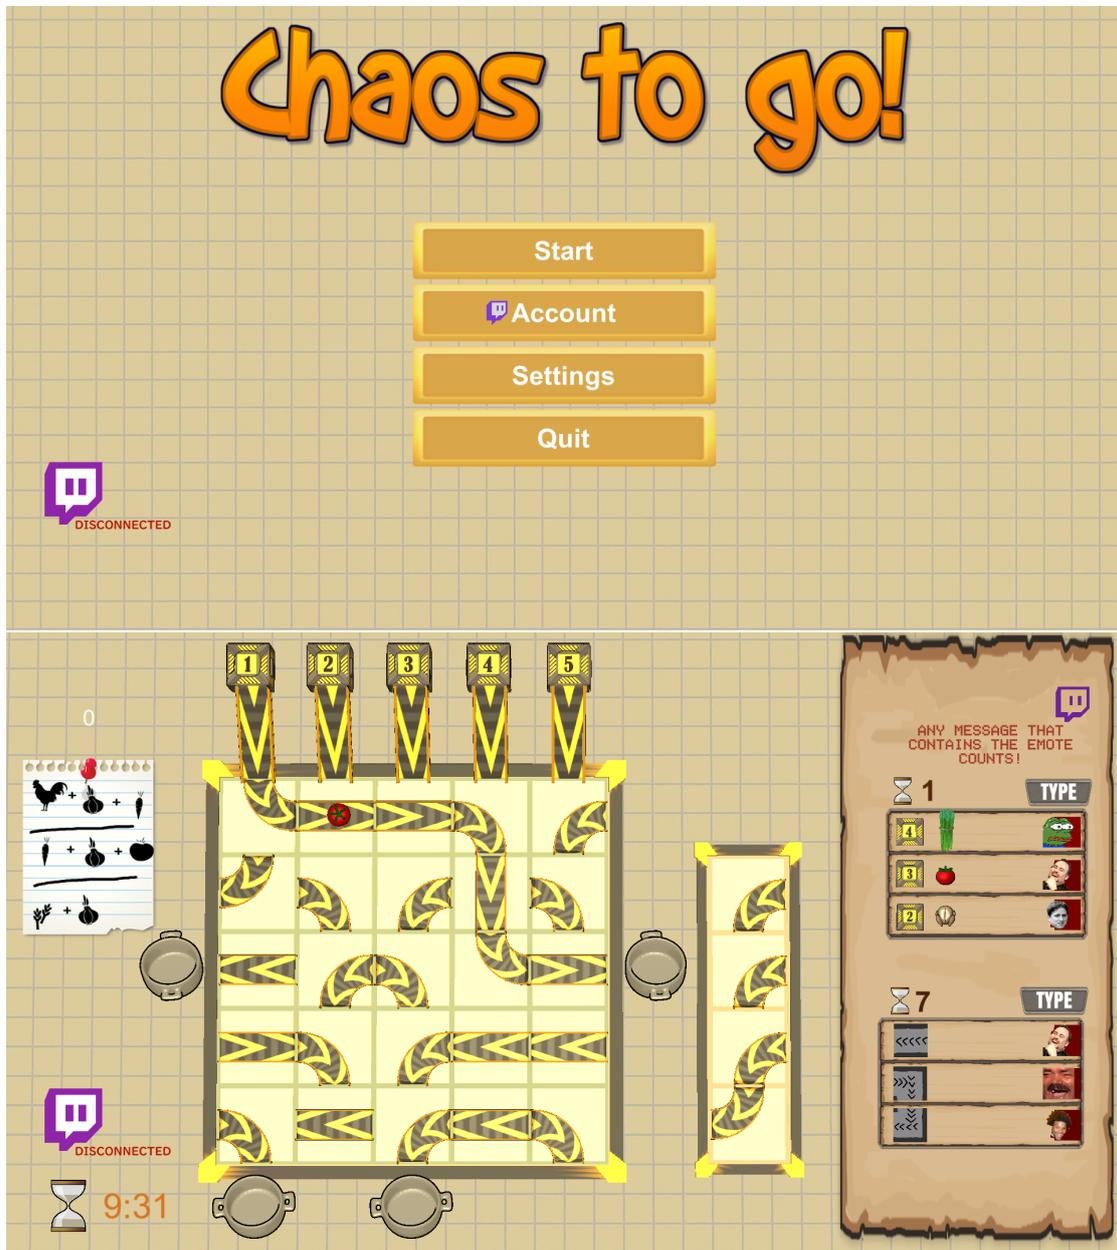 Chaos to go!
Start
Account
Settings
Quit
DISCONNECTED
1 2 3 4 5
0
ANY MESSAGE THAT
CONTAINS THE EMOTE
COUNTS!
1 TYPE
4
3
2
7 TYPE
<<<<<
DISCONNECTED
9:31